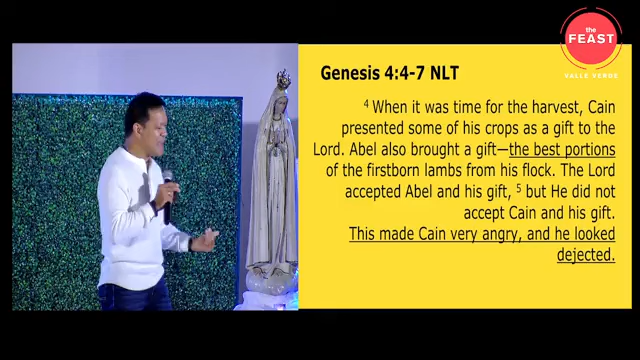 the
FEAST
VALLE VERDE
Genesis 4:4-7 NLT
4 When it was time for the harvest, Cain
presented some of his crops as a gift to the
Lord. Abel also brought a gift—the best portions
of the firstborn lambs from his flock. The Lord
accepted Abel and his gift, 5 but He did not
accept Cain and his gift.
This made Cain very angry, and he looked
dejected.